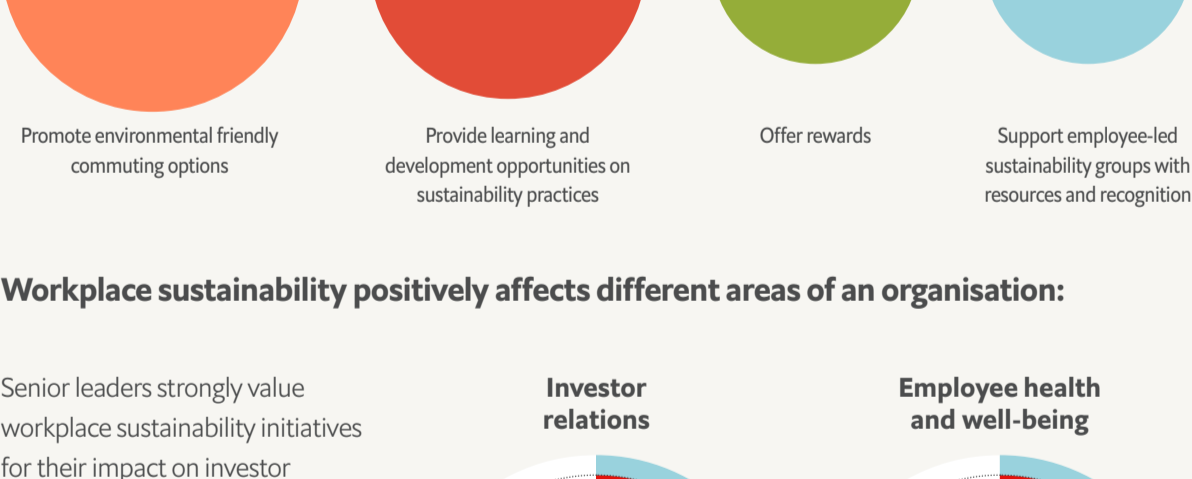 Promote environmental friendly
commuting options
Provide learning and
development opportunities on
sustainability practices
Offer rewards
Support employee-led
sustainability groups with
resources and recognition
Workplace sustainability positively affects different areas of an organisation:
Senior leaders strongly value
workplace sustainability initiatives
for their impact on investor
Investor
relations
Employee health
and well-being